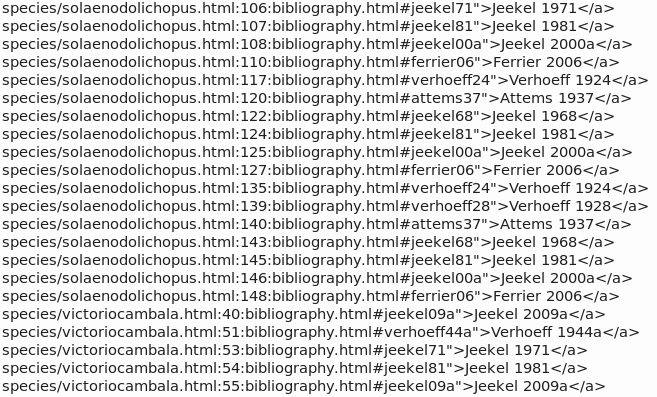 species/solaenodolichopus.html:106:bibliography.html#jeekel71">Jeekel 1971</a>
species/solaenodolichopus.html:107:bibliography.html#jeekel81">Jeekel 1981</a>
species/solaenodolichopus.html:108:bibliography.html#jeekel00a">Jeekel 2000a</a>
species/solaenodolichopus.html:110:bibliography.html#ferrier06">Ferrier 2006</a>
species/solaenodolichopus.html:117:bibliography.html#verhoeff24">Verhoeff 1924</a>
species/solaenodolichopus.html:120:bibliography.html#attems37">Attems 1937</a>
species/solaenodolichopus.html:122:bibliography.html#jeekel68">Jeekel 1968</a>
species/solaenodolichopus.html:124:bibliography.html#jeekel81">Jeekel 1981</a>
species/solaenodolichopus.html:125:bibliography.html#jeekel00a">Jeekel 2000a</a>
species/solaenodolichopus.html:127:bibliography.html#ferrier06">Ferrier 2006</a>
species/solaenodolichopus.html:135:bibliography.html#verhoeff24">Verhoeff 1924</a>
species/solaenodolichopus.html:139:bibliography.html#verhoeff28">Verhoeff 1928</a>
species/solaenodolichopus.html:140:bibliography.html#attems37">Attems 1937</a>
species/solaenodolichopus.html:143:bibliography.html#jeekel68">Jeekel 1968</a>
species/solaenodolichopus.html:145:bibliography.html#jeekel81">Jeekel 1981</a>
species/solaenodolichopus.html:146:bibliography.html#jeekel00a">Jeekel 2000a</a>
species/solaenodolichopus.html:148:bibliography.html#ferrier06">Ferrier 2006</a>
species/victoriocambala.html:40:bibliography.html#jeekel09a">Jeekel 2009a</a>
species/victoriocambala.html:51:bibliography.html#verhoeff44a">Verhoeff 1944a</a>
species/victoriocambala.html:53:bibliography.html#jeekel71">Jeekel 1971</a>
species/victoriocambala.html:54:bibliography.html#jeekel81">Jeekel 1981</a>
species/victoriocambala.html:55:bibliography.html#jeekel09a">Jeekel 2009a</a>